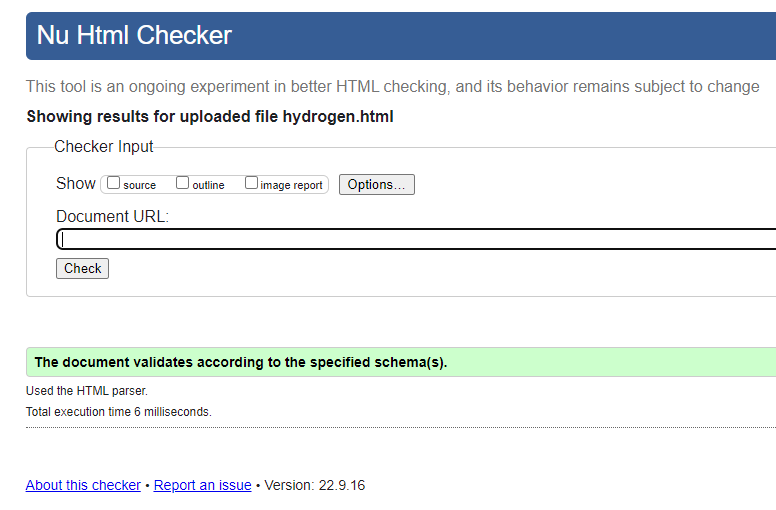 Nu Html Checker
This tool is an ongoing experiment in better HTML checking, and its behavior remains subject to change
Showing results for uploaded file hydrogen.html
Checker Input
Show source outline image report Options...
Document URL:
Check
The document validates according to the specified schema(s).
Used the HTML parser.
Total execution time 6 milliseconds.
About this checker • Report an issue • Version: 22.9.16